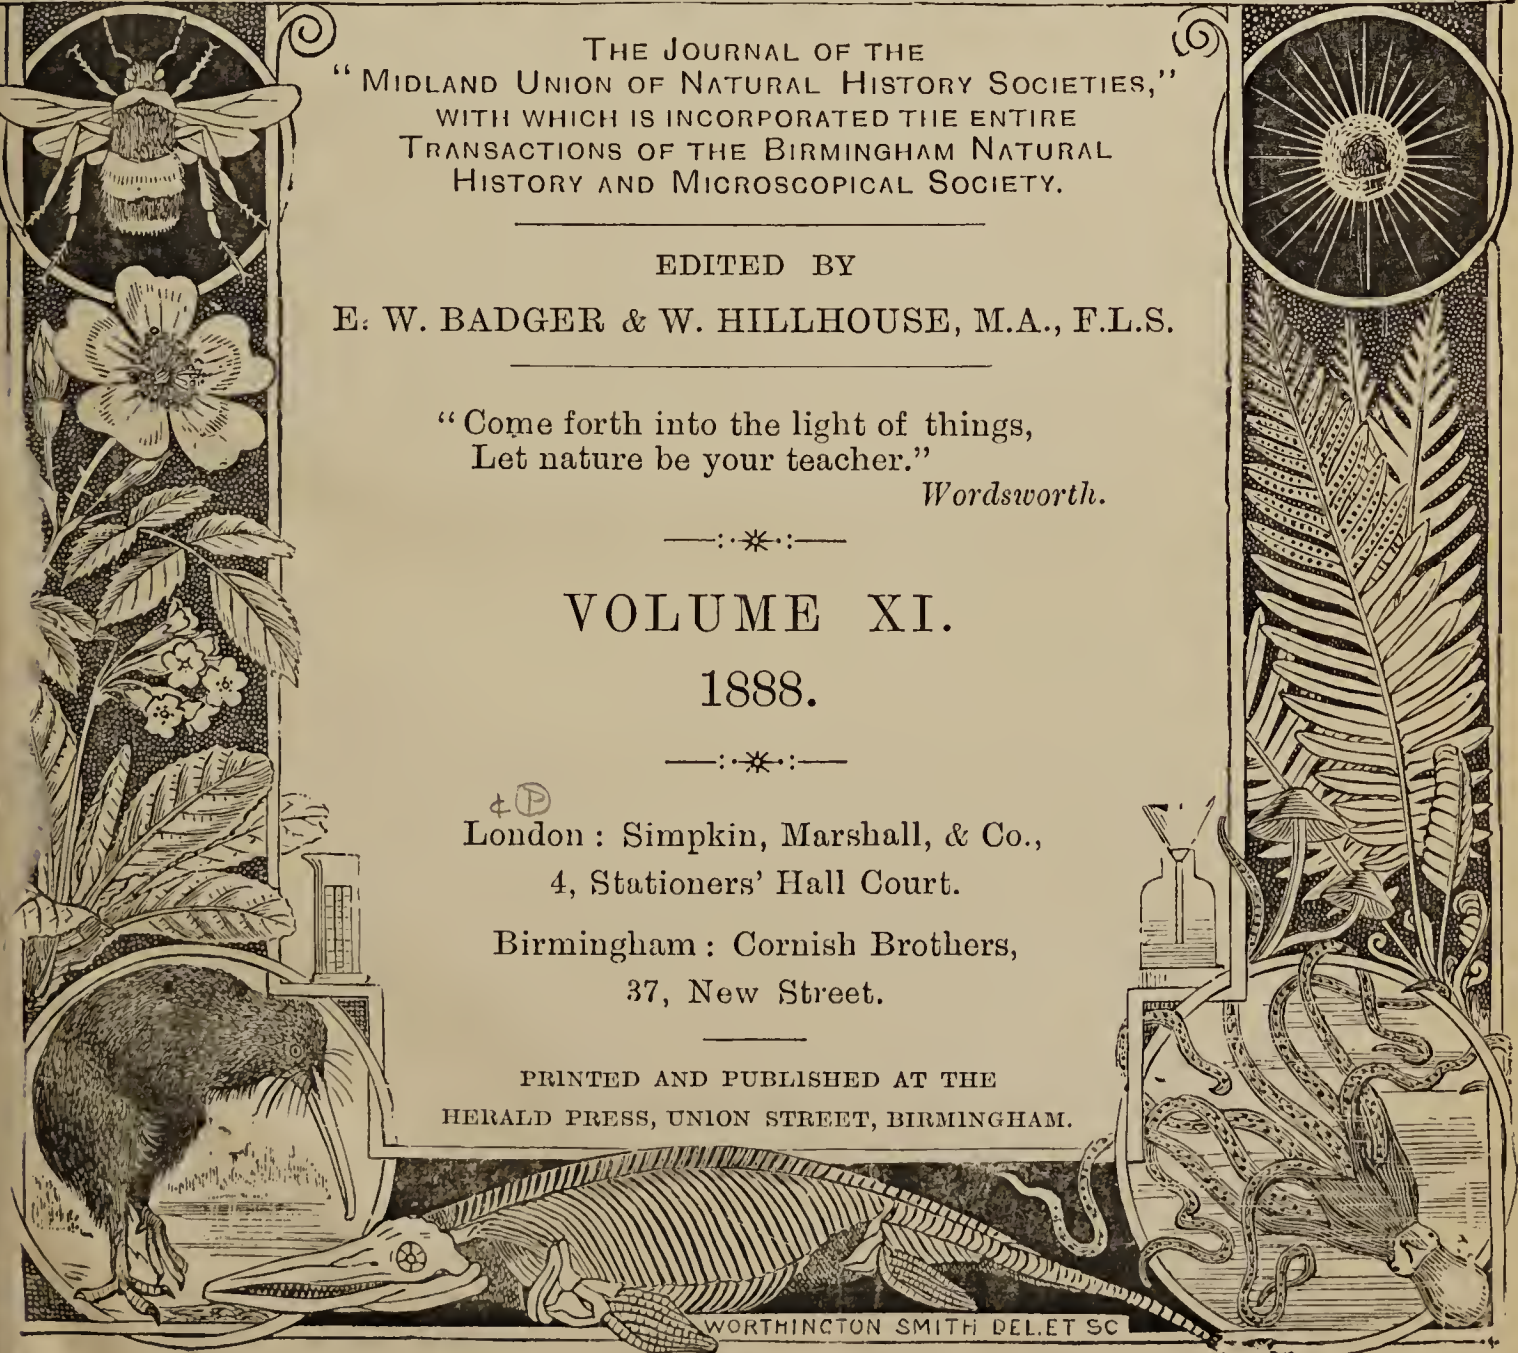 THE JOURNAL OF THE
"MIDLAND UNION OF NATURAL HISTORY SOCIETIES,"
WITH WHICH IS INCORPORATED THE ENTIRE
TRANSACTIONS OF THE BIRMINGHAM NATURAL
HISTORY AND MICROSCOPICAL SOCIETY.
EDITED BY
E. W. BADGER & W. HILLHOUSE, M.A., F.L.S.
"Come forth into the light of things,
Let nature be your teacher."
Wordsworth.
VOLUME XI.
1888.
& P
London : Simpkin, Marshall, & Co.,
4, Stationers' Hall Court.
Birmingham : Cornish Brothers,
37, New Street.
PRINTED AND PUBLISHED AT THE
HERALD PRESS, UNION STREET, BIRMINGHAM.
WORTHINGTON SMITH DEL. ET SC